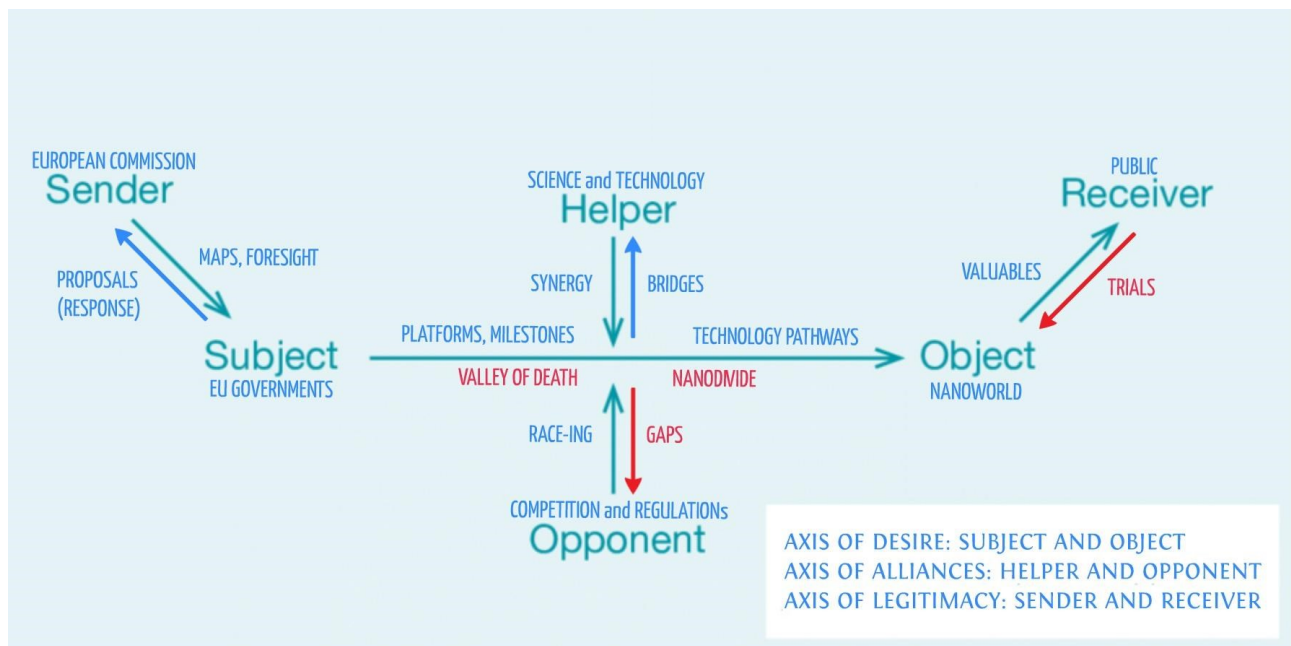 EUROPEAN COMMISSION
Sender
MAPS, FORESIGHT
PROPOSALS
(RESPONSE)
Subject
EU GOVERNMENTS
SCIENCE and TECHNOLOGY
Helper
SYNERGY
BRIDGES
PLATFORMS, MILESTONES
TECHNOLOGY PATHWAYS
VALLEY OF DEATH
NANODIVIDE
RACE-ING
GAPS
COMPETITION and REGULATIONs
Opponent
PUBLIC
Receiver
VALUABLES
TRIALS
Object
NANOWORLD
AXIS OF DESIRE: SUBJECT AND OBJECT
AXIS OF ALLIANCES: HELPER AND OPPONENT
AXIS OF LEGITIMACY: SENDER AND RECEIVER